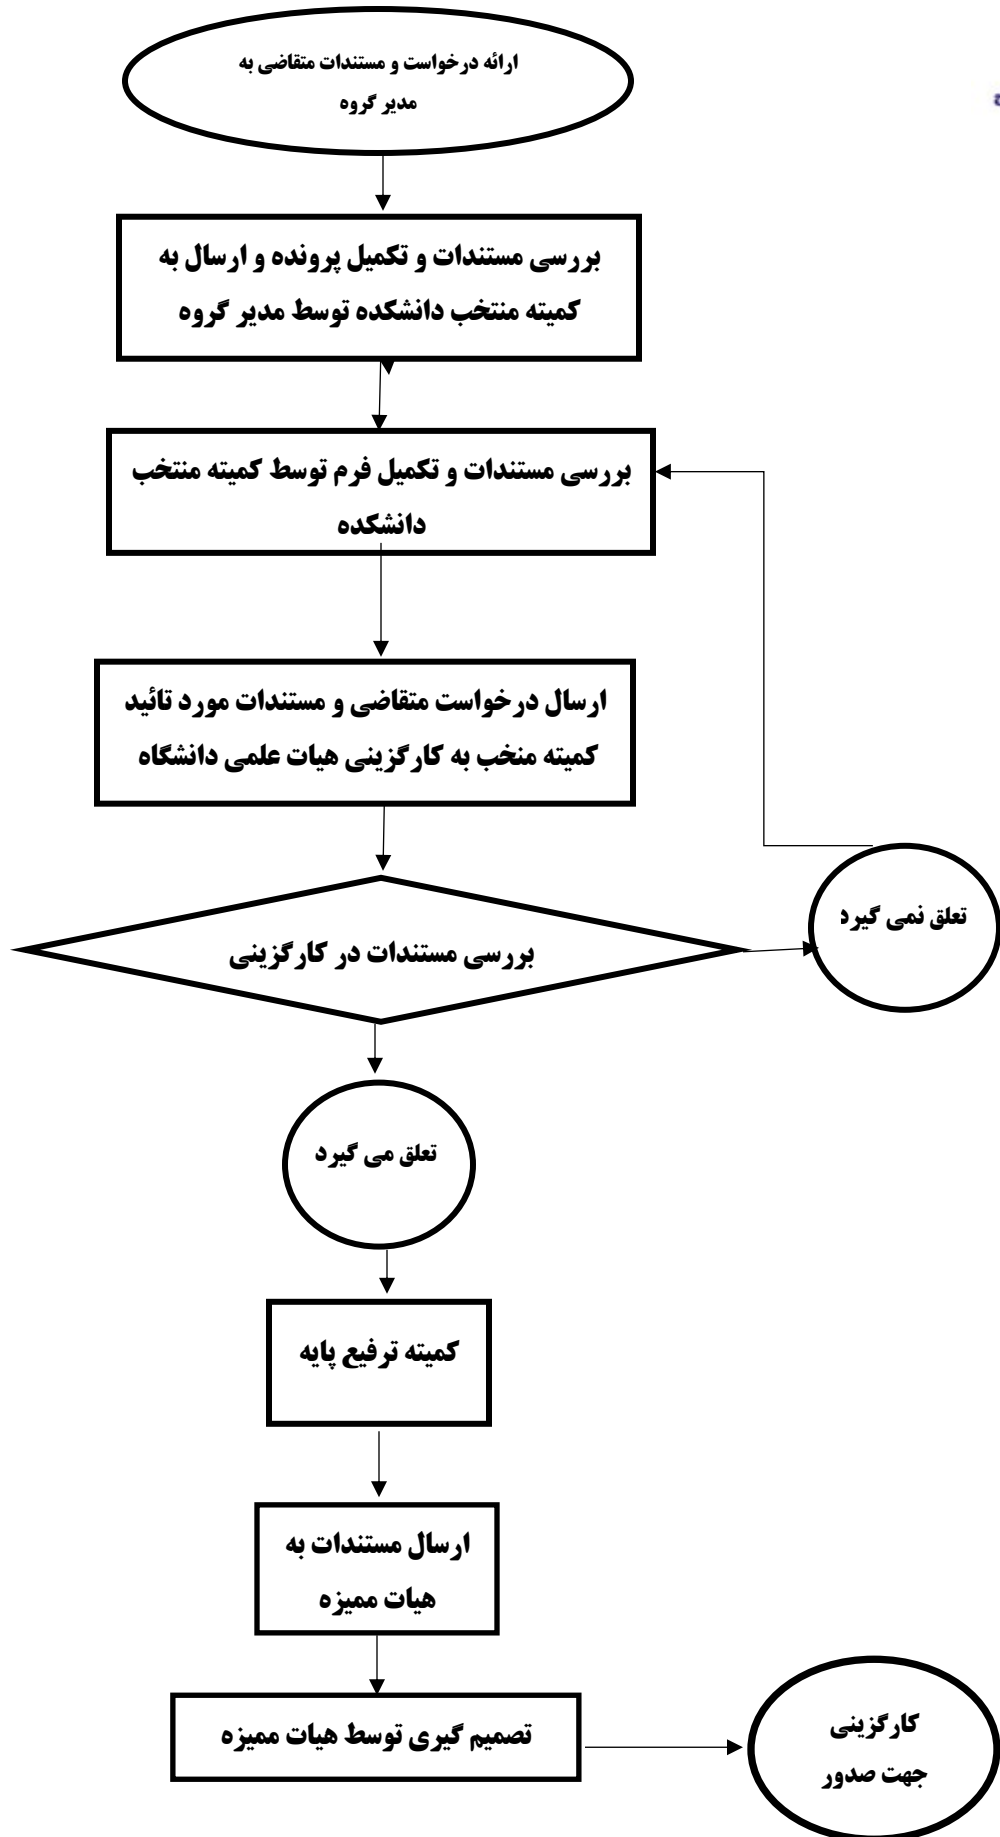 ارائه درخواست و مستندات متقاضی به
مدیر گروه
بررسی مستندات و تکمیل پرونده و ارسال به
کمیته منتخب دانشکده توسط مدیر گروه
بررسی مستندات و تکمیل فرم توسط کمیته منتخب
دانشکده
ارسال درخواست متقاضی و مستندات مورد تائید
کمیته منخب به کارگزینی هیات علمی دانشگاه
تعلق نمی گیرد
بررسی مستندات در کارگزینی
تعلق می گیرد
کمیته ترفیع پایه
ارسال مستندات به
هیات ممیزه
تصمیم گیری توسط هیات ممیزه
کارگزینی
جهت صدور